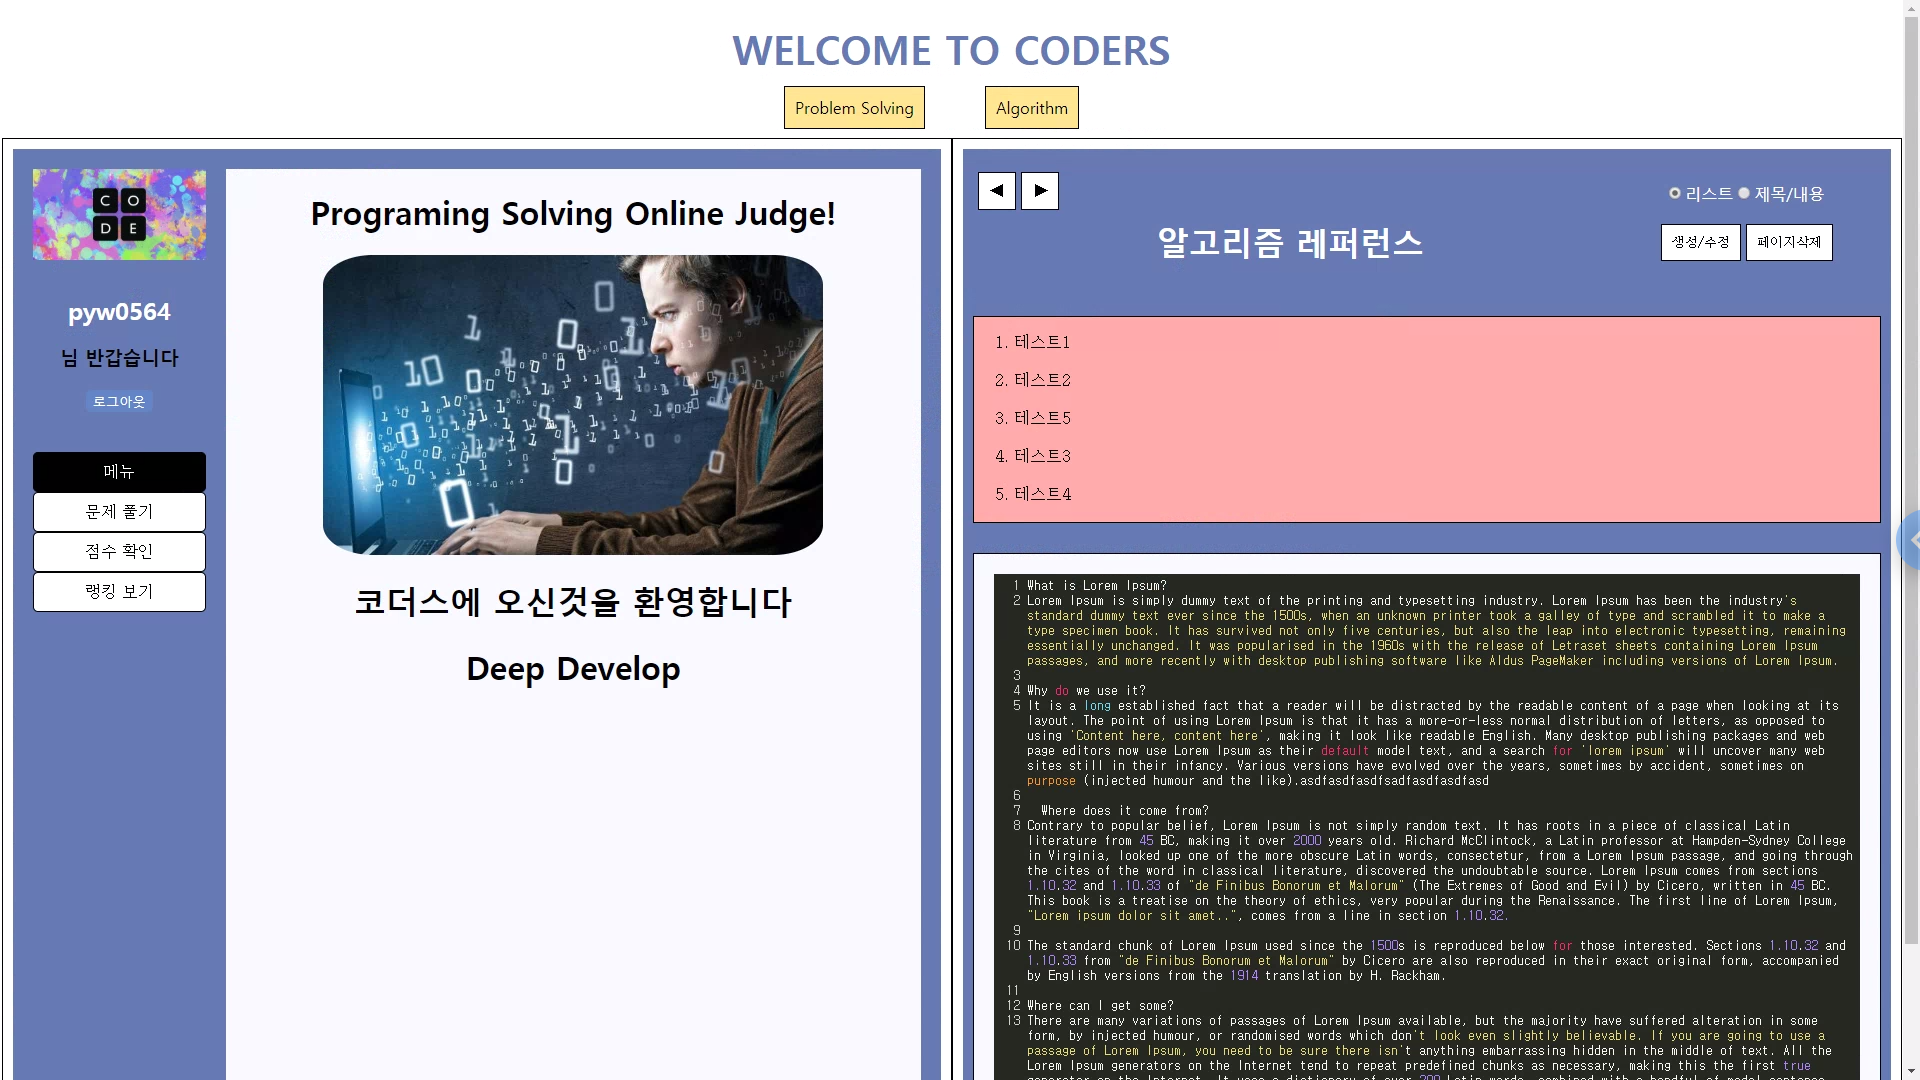 WELCOME TO CODERS
Problem Solving
Algorithm
C O
D E
pyw0564
님 반갑습니다
로그아웃
메뉴
문제 풀기
점수 확인
랭킹 보기
Programing Solving Online Judge!
코더스에 오신것을 환영합니다
Deep Develop
◀ ▶
리스트 제목/내용
알고리즘 레퍼런스
생성/수정 페이지삭제
1. 테스트1
2. 테스트2
3. 테스트5
4. 테스트3
5. 테스트4
1 What is Lorem Ipsum?
2 Lorem Ipsum is simply dummy text of the printing and typesetting industry. Lorem Ipsum has been the industry's
standard dummy text ever since the 1500s, when an unknown printer took a galley of type and scrambled it to make a
type specimen book. It has survived not only five centuries, but also the leap into electronic typesetting, remaining
essentially unchanged. It was popularised in the 1960s with the release of Letraset sheets containing Lorem Ipsum
passages, and more recently with desktop publishing software like Aldus PageMaker including versions of Lorem Ipsum.
3
4 Why do we use it?
5 It is a long established fact that a reader will be distracted by the readable content of a page when looking at its
layout. The point of using Lorem Ipsum is that it has a more-or-less normal distribution of letters, as opposed to
using 'Content here, content here', making it look like readable English. Many desktop publishing packages and web
page editors now use Lorem Ipsum as their default model text, and a search for 'lorem ipsum' will uncover many web
sites still in their infancy. Various versions have evolved over the years, sometimes by accident, sometimes on
purpose (injected humour and the like).asdfasdfasdfsadfasdfasdfasd
6
7 Where does it come from?
8 Contrary to popular belief, Lorem Ipsum is not simply random text. It has roots in a piece of classical Latin
literature from 45 BC, making it over 2000 years old. Richard McClintock, a Latin professor at Hampden-Sydney College
in Virginia, looked up one of the more obscure Latin words, consectetur, from a Lorem Ipsum passage, and going through
the cites of the word in classical literature, discovered the undoubtable source. Lorem Ipsum comes from sections
1.10.32 and 1.10.33 of "de Finibus Bonorum et Malorum" (The Extremes of Good and Evil) by Cicero, written in 45 BC.
This book is a treatise on the theory of ethics, very popular during the Renaissance. The first line of Lorem Ipsum,
"Lorem ipsum dolor sit amet..", comes from a line in section 1.10.32.
9
10 The standard chunk of Lorem Ipsum used since the 1500s is reproduced below for those interested. Sections 1.10.32 and
1.10.33 from "de Finibus Bonorum et Malorum" by Cicero are also reproduced in their exact original form, accompanied
by English versions from the 1914 translation by H. Rackham.
11
12 Where can I get some?
13 There are many variations of passages of Lorem Ipsum available, but the majority have suffered alteration in some
form, by injected humour, or randomised words which don't look even slightly believable. If you are going to use a
passage of Lorem Ipsum, you need to be sure there isn't anything embarrassing hidden in the middle of text. All the
Lorem Ipsum generators on the Internet tend to repeat predefined chunks as necessary, making this the first true